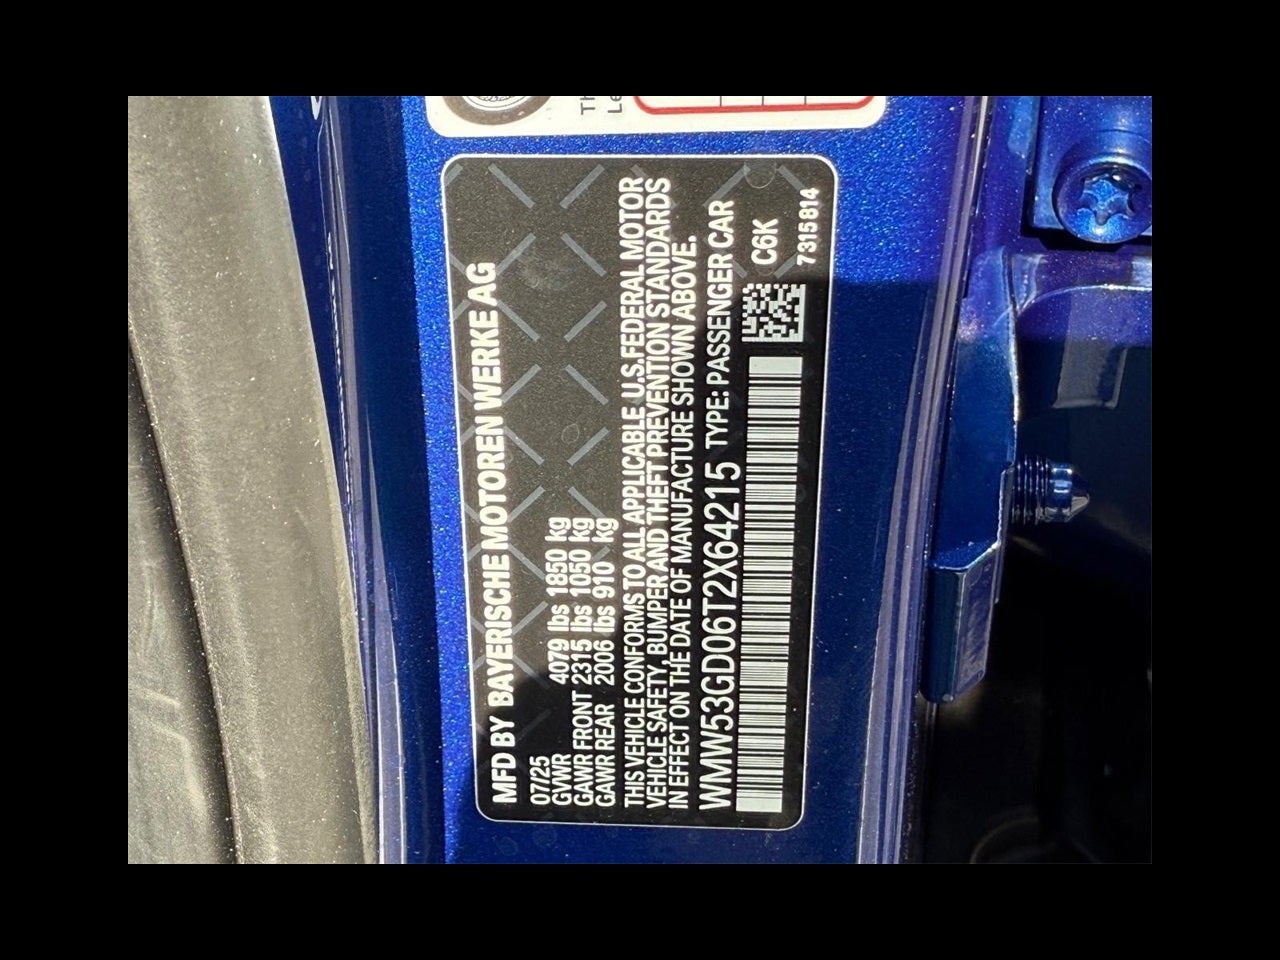 Th
Le
MFD BY BAYERISCHE MOTOREN WERKE AG
07/25
GVWR 4079 lbs 1850 kg
GAWR FRONT 2315 lbs 1050 kg
GAWR REAR 2006 lbs 910 kg
THIS VEHICLE CONFORMS TO ALL APPLICABLE U.S.FEDERAL MOTOR
VEHICLE SAFETY, BUMPER AND THEFT PREVENTION STANDARDS
IN EFFECT ON THE DATE OF MANUFACTURE SHOWN ABOVE.
WMW53GD06T2X64215 TYPE: PASSENGER CAR
C6K
7315814